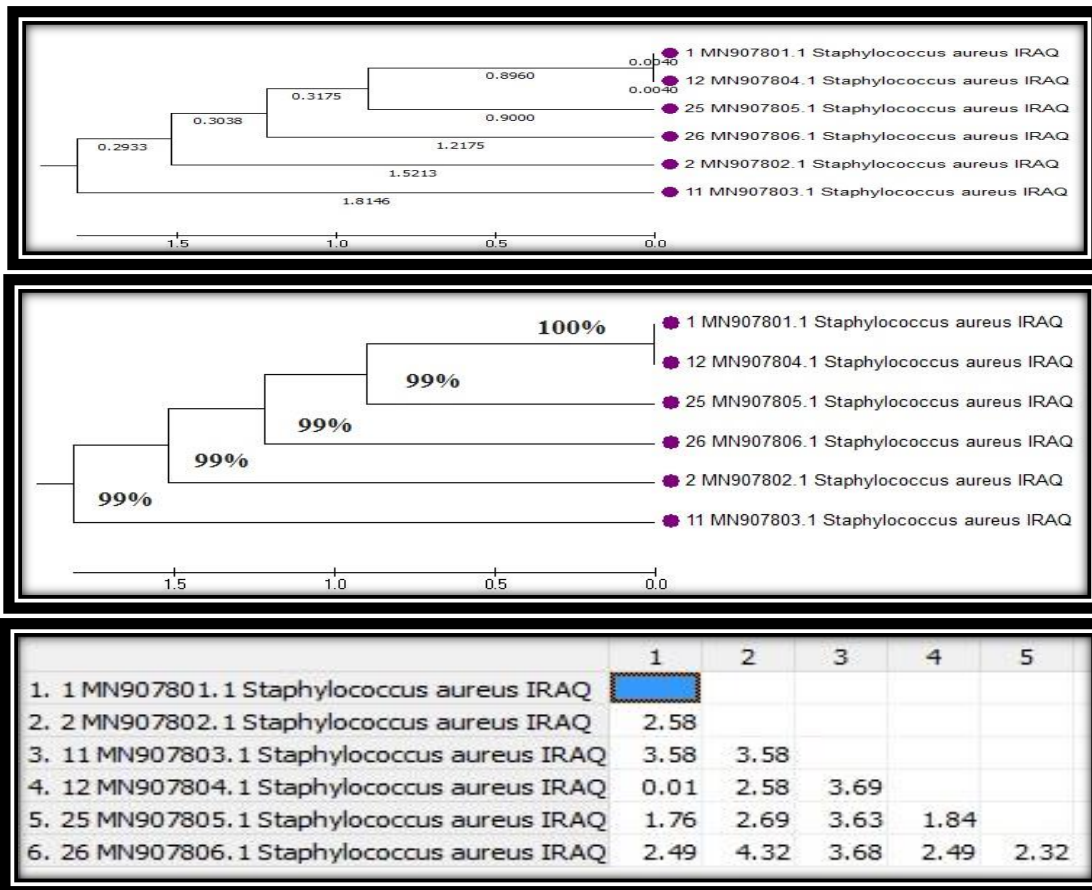 1 MN907801.1 Staphylococcus aureus IRAQ
0.0040
0.8960
12 MN907804.1 Staphylococcus aureus IRAQ
0.0040
0.3175
25 MN907805.1 Staphylococcus aureus IRAQ
0.9000
0.3038
26 MN907806.1 Staphylococcus aureus IRAQ
1.2175
0.2933
2 MN907802.1 Staphylococcus aureus IRAQ
1.5213
11 MN907803.1 Staphylococcus aureus IRAQ
1.8146
1.5 1.0 0.5 0.0
100%
1 MN907801.1 Staphylococcus aureus IRAQ
12 MN907804.1 Staphylococcus aureus IRAQ
99%
25 MN907805.1 Staphylococcus aureus IRAQ
99%
26 MN907806.1 Staphylococcus aureus IRAQ
99%
2 MN907802.1 Staphylococcus aureus IRAQ
99%
11 MN907803.1 Staphylococcus aureus IRAQ
1.5 1.0 0.5 0.0
1 2 3 4 5
1. 1 MN907801.1 Staphylococcus aureus IRAQ
2. 2 MN907802.1 Staphylococcus aureus IRAQ 2.58
3. 11 MN907803.1 Staphylococcus aureus IRAQ 3.58 3.58
4. 12 MN907804.1 Staphylococcus aureus IRAQ 0.01 2.58 3.69
5. 25 MN907805.1 Staphylococcus aureus IRAQ 1.76 2.69 3.63 1.84
6. 26 MN907806.1 Staphylococcus aureus IRAQ 2.49 4.32 3.68 2.49 2.32